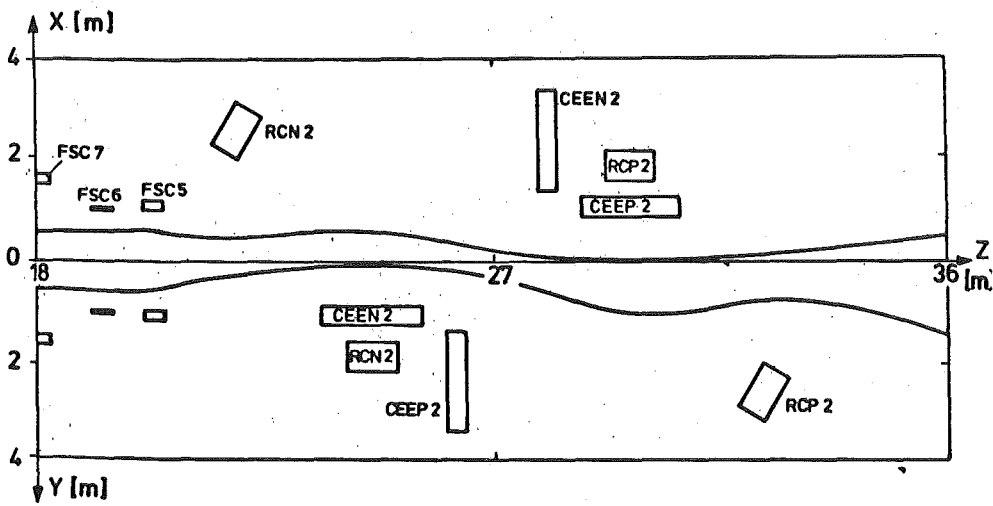 X [m]
4
CEEN 2
RCN 2
2
FSC 7
RCP 2
FSC6
FSC5
CEEP 2
0
Z
18
27
36
[m]
CEEN 2
2
RCN 2
CEEP 2
RCP 2
4
Y [m]